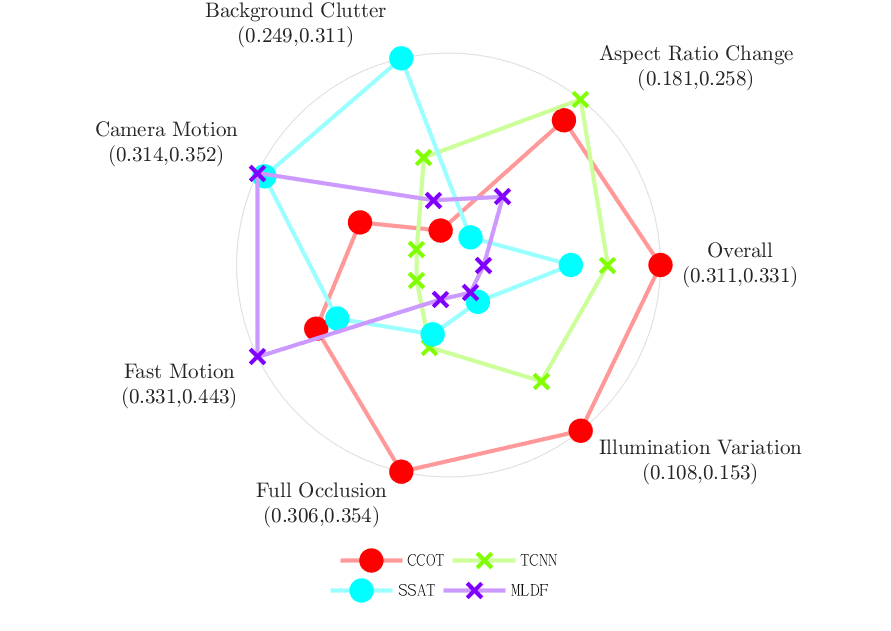 Background Clutter
(0.249,0.311)
Aspect Ratio Change
(0.181,0.258)
Camera Motion
(0.314,0.352)
Overall
(0.311,0.331)
Fast Motion
(0.331,0.443)
Illumination Variation
(0.108,0.153)
Full Occlusion
(0.306,0.354)
CCOT
TCNN
SSAT
MLDF